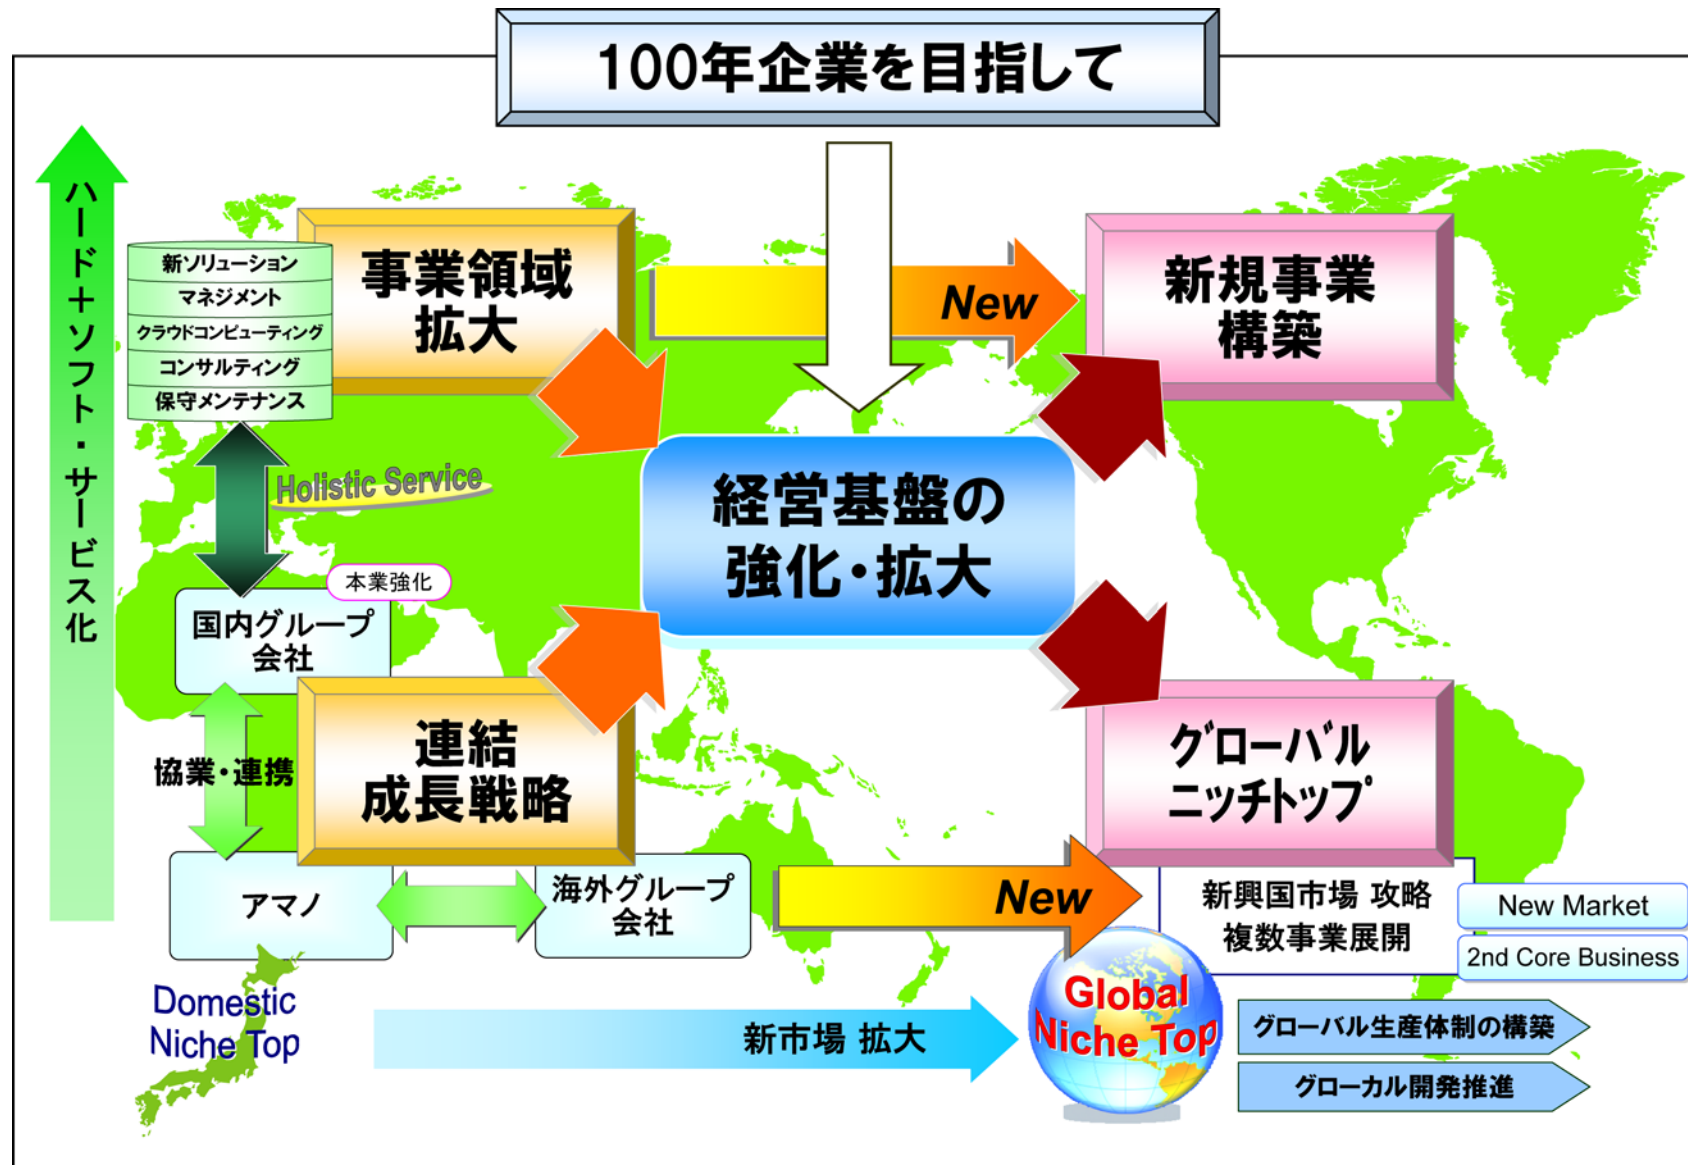 100年企業を目指して
ハード＋ソフト・サービス化
新ソリューション
マネジメント
クラウドコンピューティング
コンサルティング
保守メンテナンス
事業領域
拡大
New
新規事業
構築
Holistic Service
経営基盤の
強化・拡大
本業強化
国内グループ
会社
協業・連携
連結
成長戦略
グローバル
ニッチトップ
アマノ
海外グループ
会社
New
新興国市場 攻略
複数事業展開
New Market
2nd Core Business
Domestic
Niche Top
新市場 拡大
Global
Niche Top
グローバル生産体制の構築
グローカル開発推進